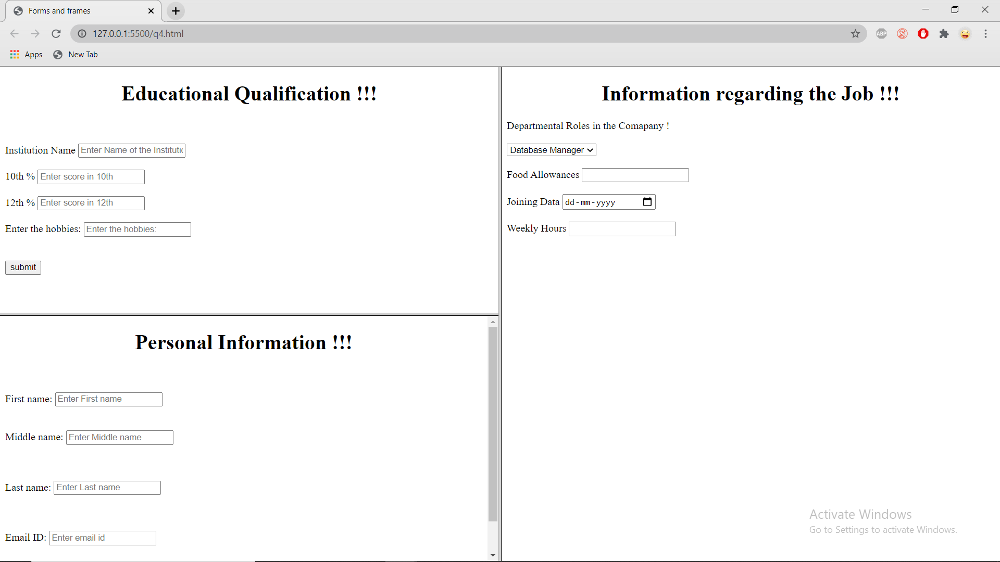 Forms and frames
127.0.0.1:5500/q4.html
ABP
Apps
New Tab
Educational Qualification !!!
Institution Name Enter Name of the Institutic
10th % Enter score in 10th
12th % Enter score in 12th
Enter the hobbies: Enter the hobbies:
submit
Personal Information !!!
First name: Enter First name
Middle name: Enter Middle name
Last name: Enter Last name
Email ID: Enter email id
Information regarding the Job !!!
Departmental Roles in the Comapany !
Database Manager
Food Allowances
Joining Data dd-mm-yyyy
Weekly Hours
Activate Windows
Go to Settings to activate Windows.